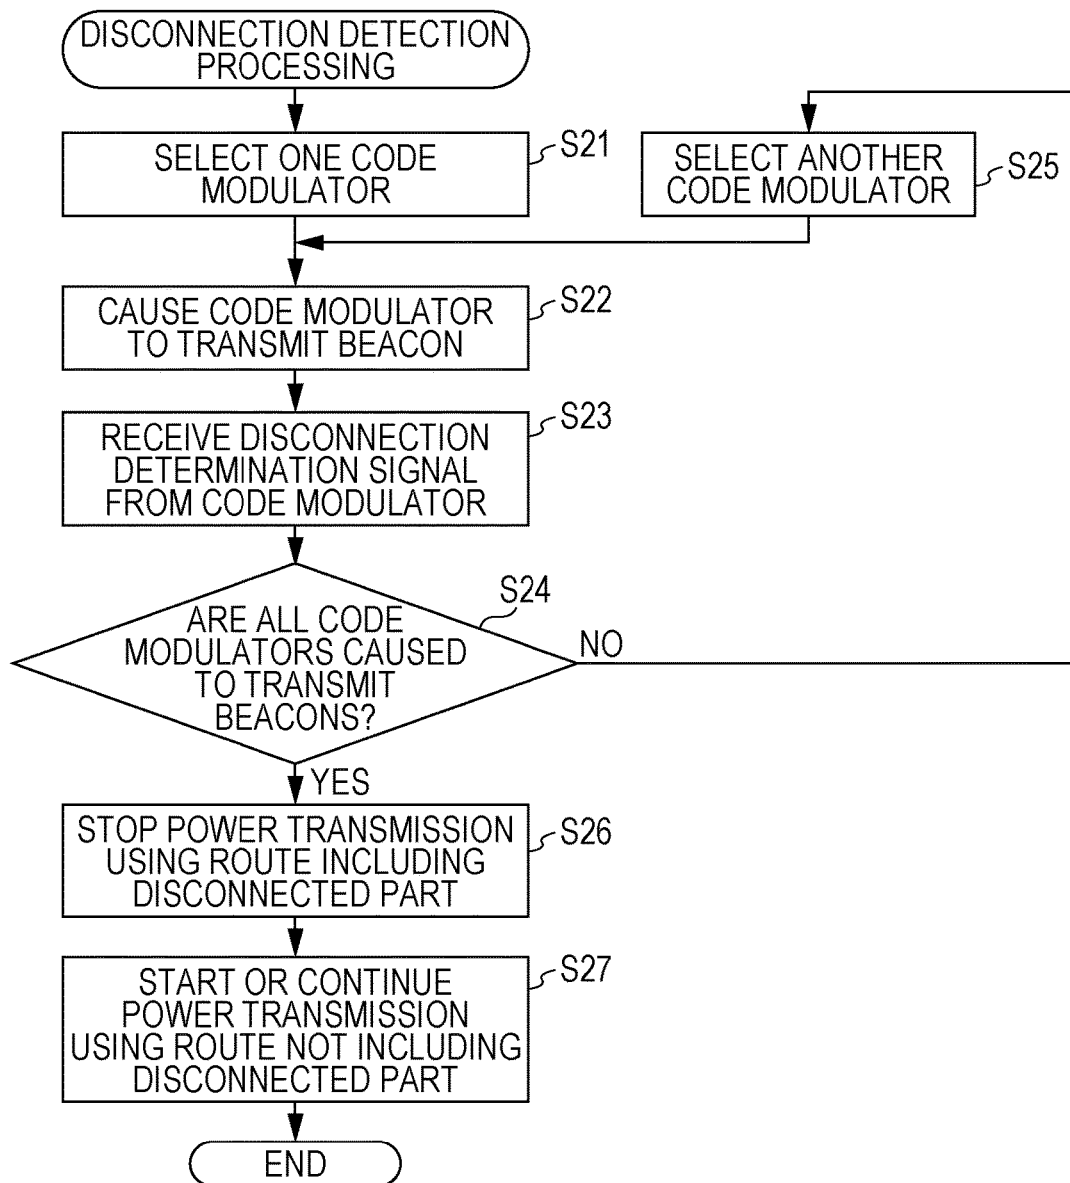 DISCONNECTION DETECTION
PROCESSING
SELECT ONE CODE
MODULATOR
S21
SELECT ANOTHER
CODE MODULATOR
S25
CAUSE CODE MODULATOR
TO TRANSMIT BEACON
S22
RECEIVE DISCONNECTION
DETERMINATION SIGNAL
FROM CODE MODULATOR
S23
ARE ALL CODE
MODULATORS CAUSED
TO TRANSMIT
BEACONS?
S24
NO
YES
STOP POWER TRANSMISSION
USING ROUTE INCLUDING
DISCONNECTED PART
S26
START OR CONTINUE
POWER TRANSMISSION
USING ROUTE NOT INCLUDING
DISCONNECTED PART
S27
END